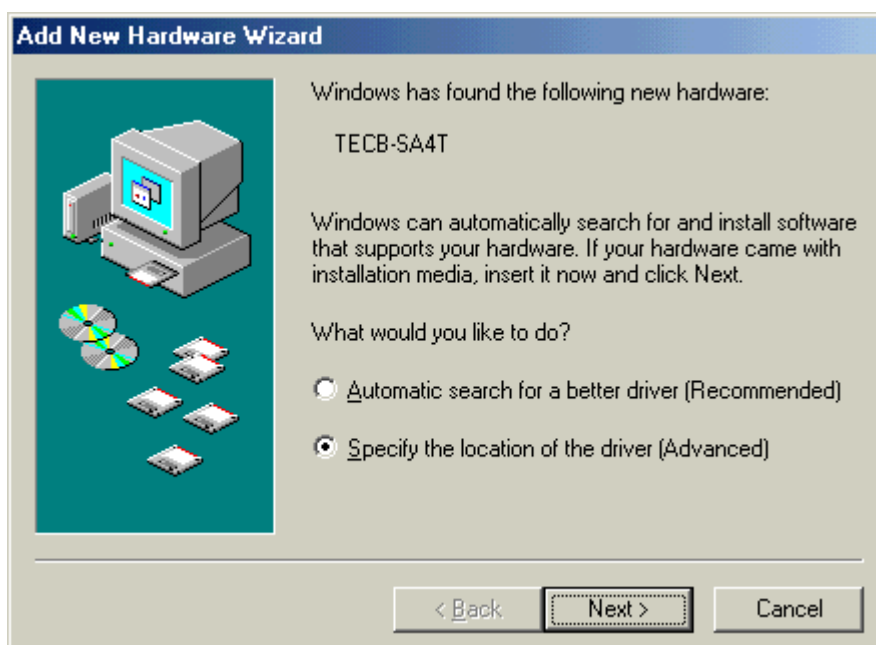 Add New Hardware Wizard
Windows has found the following new hardware:
TECB-SA4T
Windows can automatically search for and install software
that supports your hardware. If your hardware came with
installation media, insert it now and click Next.
What would you like to do?
Automatic search for a better driver (Recommended)
Specify the location of the driver (Advanced)
< Back
Next >
Cancel